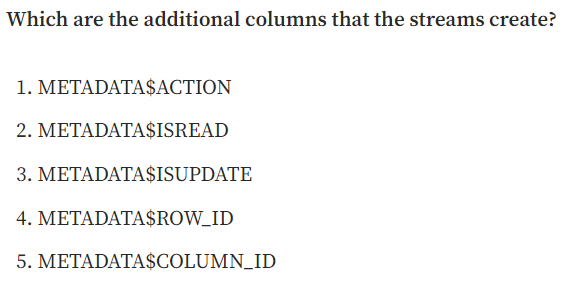 Which are the additional columns that the streams create?
1. METADATA$ACTION
2. METADATA$ISREAD
3. METADATA$ISUPDATE
4. METADATA$ROW_ID
5. METADATA$COLUMN_ID